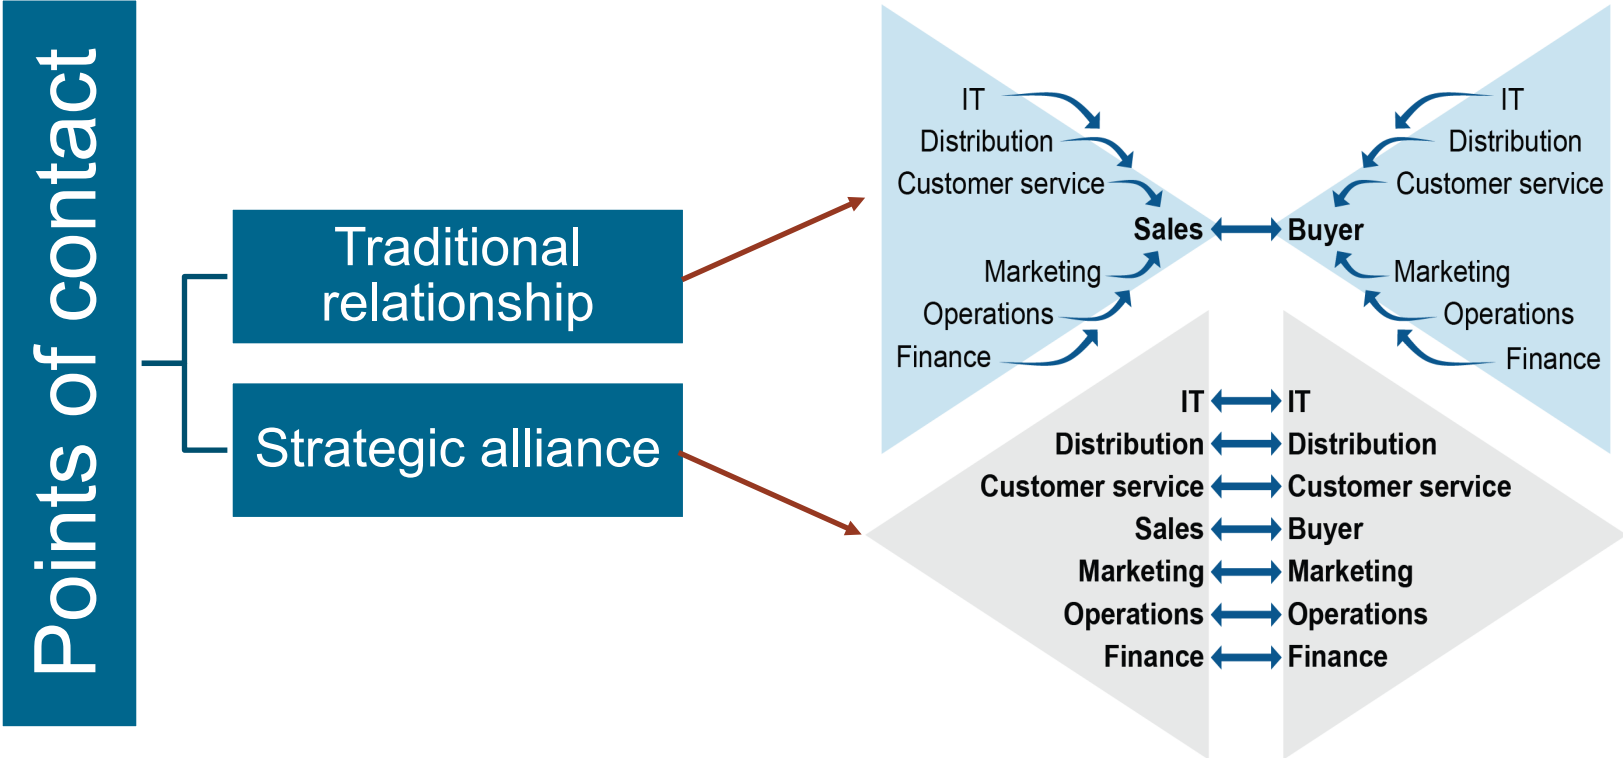 Points of contact
Traditional
relationship
Strategic alliance
IT
Distribution
Customer service
Sales
Marketing
Operations
Finance
IT
Distribution
Customer service
Buyer
Marketing
Operations
Finance
IT IT
Distribution Distribution
Customer service Customer service
Sales Buyer
Marketing Marketing
Operations Operations
Finance Finance